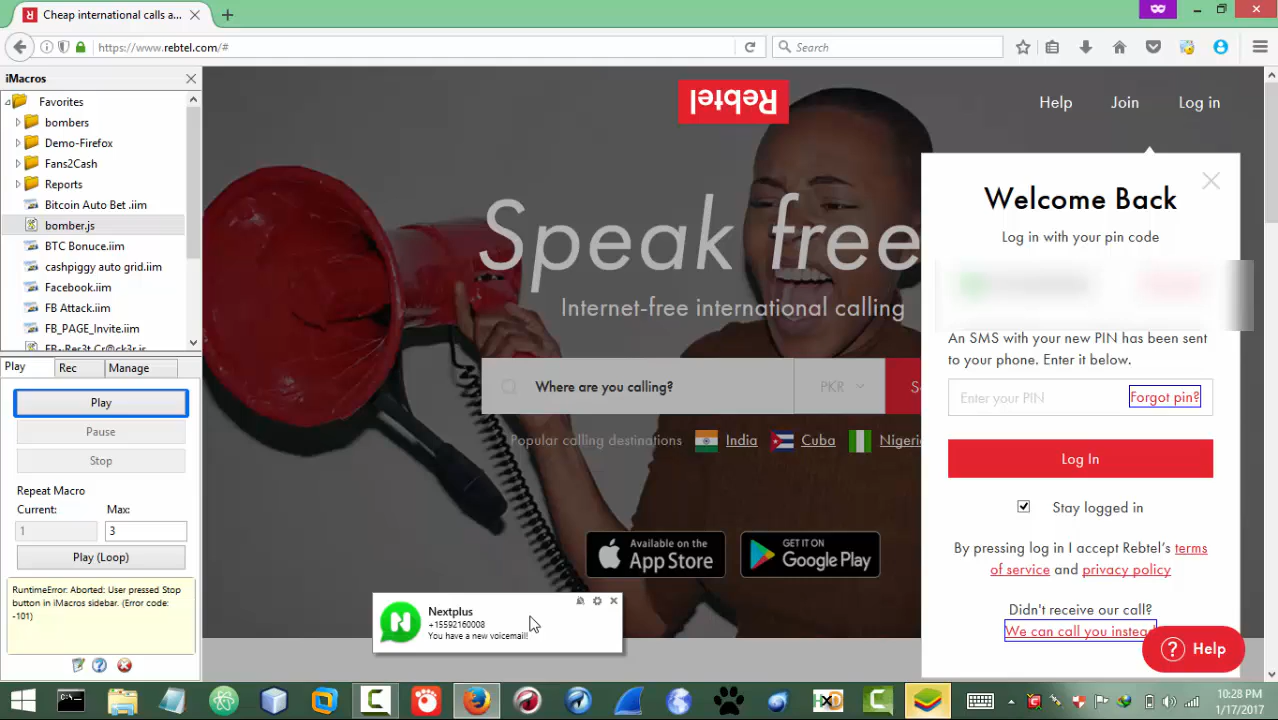 Cheap international calls a...
https://www.rebtel.com/#
Search
iMacros
Favorites
bombers
Demo-Firefox
Fans2Cash
Reports
Bitcoin Auto Bet .iim
bomber.js
BTC Bonuce.iim
cashpiggy auto grid.iim
Facebook.iim
FB Attack.iim
FB_PAGE_Invite.iim
FB- Res3t Cr@ck3r.js
Play
Rec
Manage
Play
Pause
Stop
Repeat Macro
Current:
Max:
1
3
Play (Loop)
RuntimeError: Aborted: User pressed Stop
button in iMacros sidebar. (Error code:
-101)
Rebtel
Help
Join
Log in
Speak free
Internet-free international calling
Where are you calling?
PKR
Popular calling destinations
India
Cuba
Nigeri
Available on the
App Store
GET IT ON
Google Play
Welcome Back
Log in with your pin code
An SMS with your new PIN has been sent
to your phone. Enter it below.
Enter your PIN
Forgot pin?
Log In
Stay logged in
By pressing log in I accept Rebtel's terms
of service and privacy policy
Didn't receive our call?
We can call you instea
Help
Nextplus
+15592160008
You have a new voicemail!
10:28 PM
1/17/2017